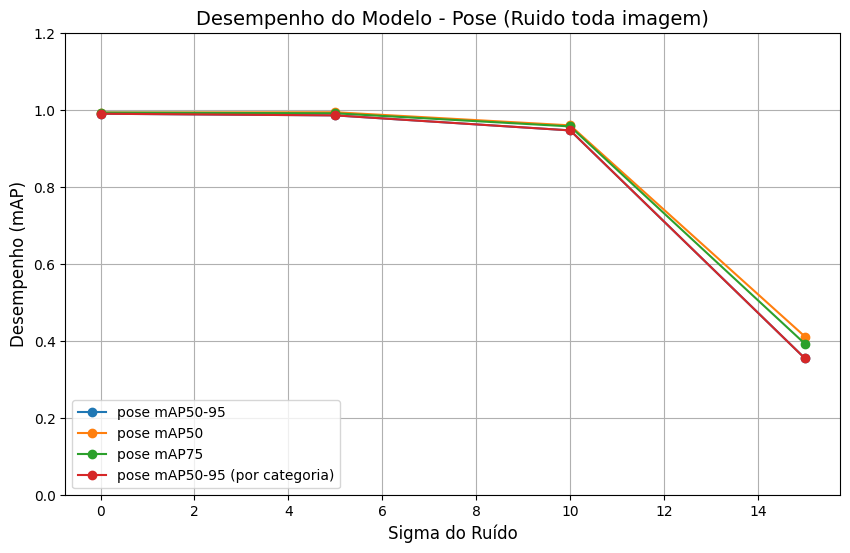 Desempenho do Modelo - Pose (Ruido toda imagem)
Desempenho (mAP)
1.2
1.0
0.8
0.6
0.4
0.2
0.0
pose mAP50-95
pose mAP50
pose mAP75
pose mAP50-95 (por categoria)
0 2 4 6 8 10 12 14
Sigma do Ruído